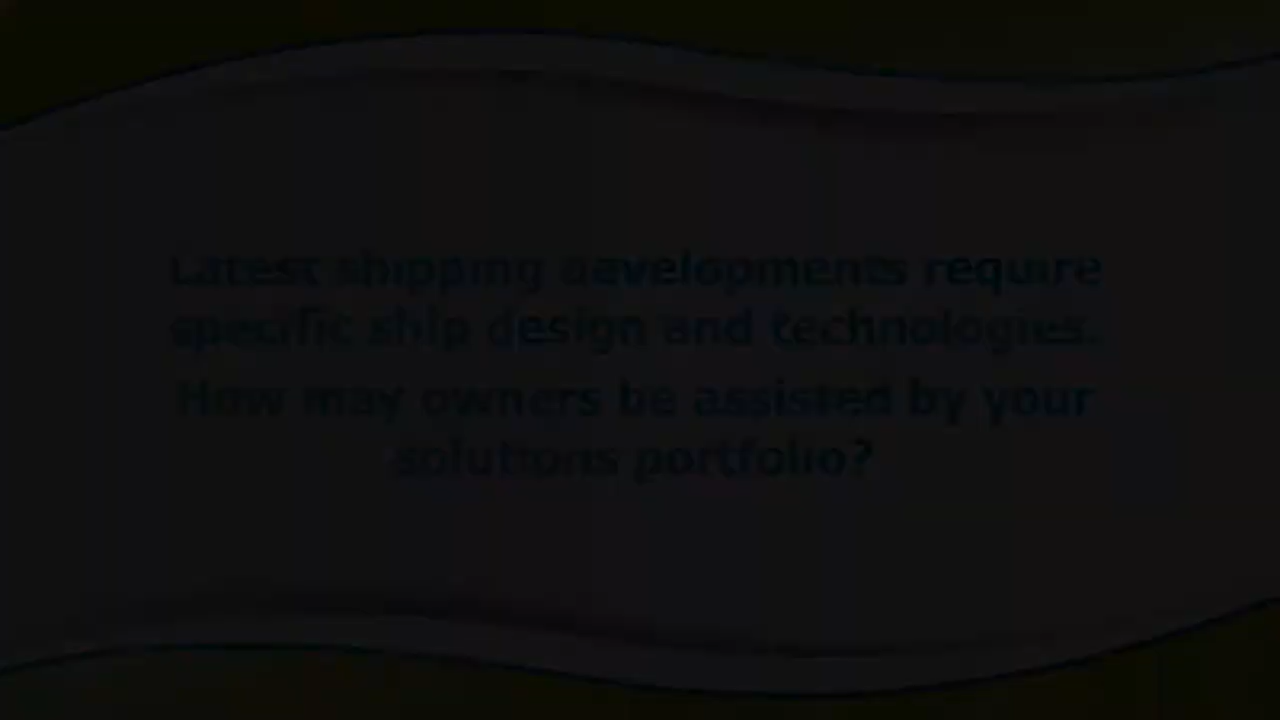 Latest shipping developments require
specific ship design and technologies.
How may owners be assisted by your
solutions portfolio?